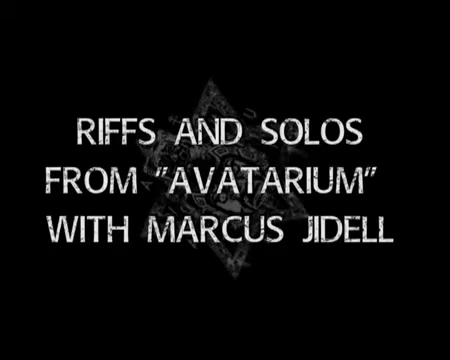 RIFFS AND SOLOS
FROM "AVATARIUM"
WITH MARCUS JIDELL